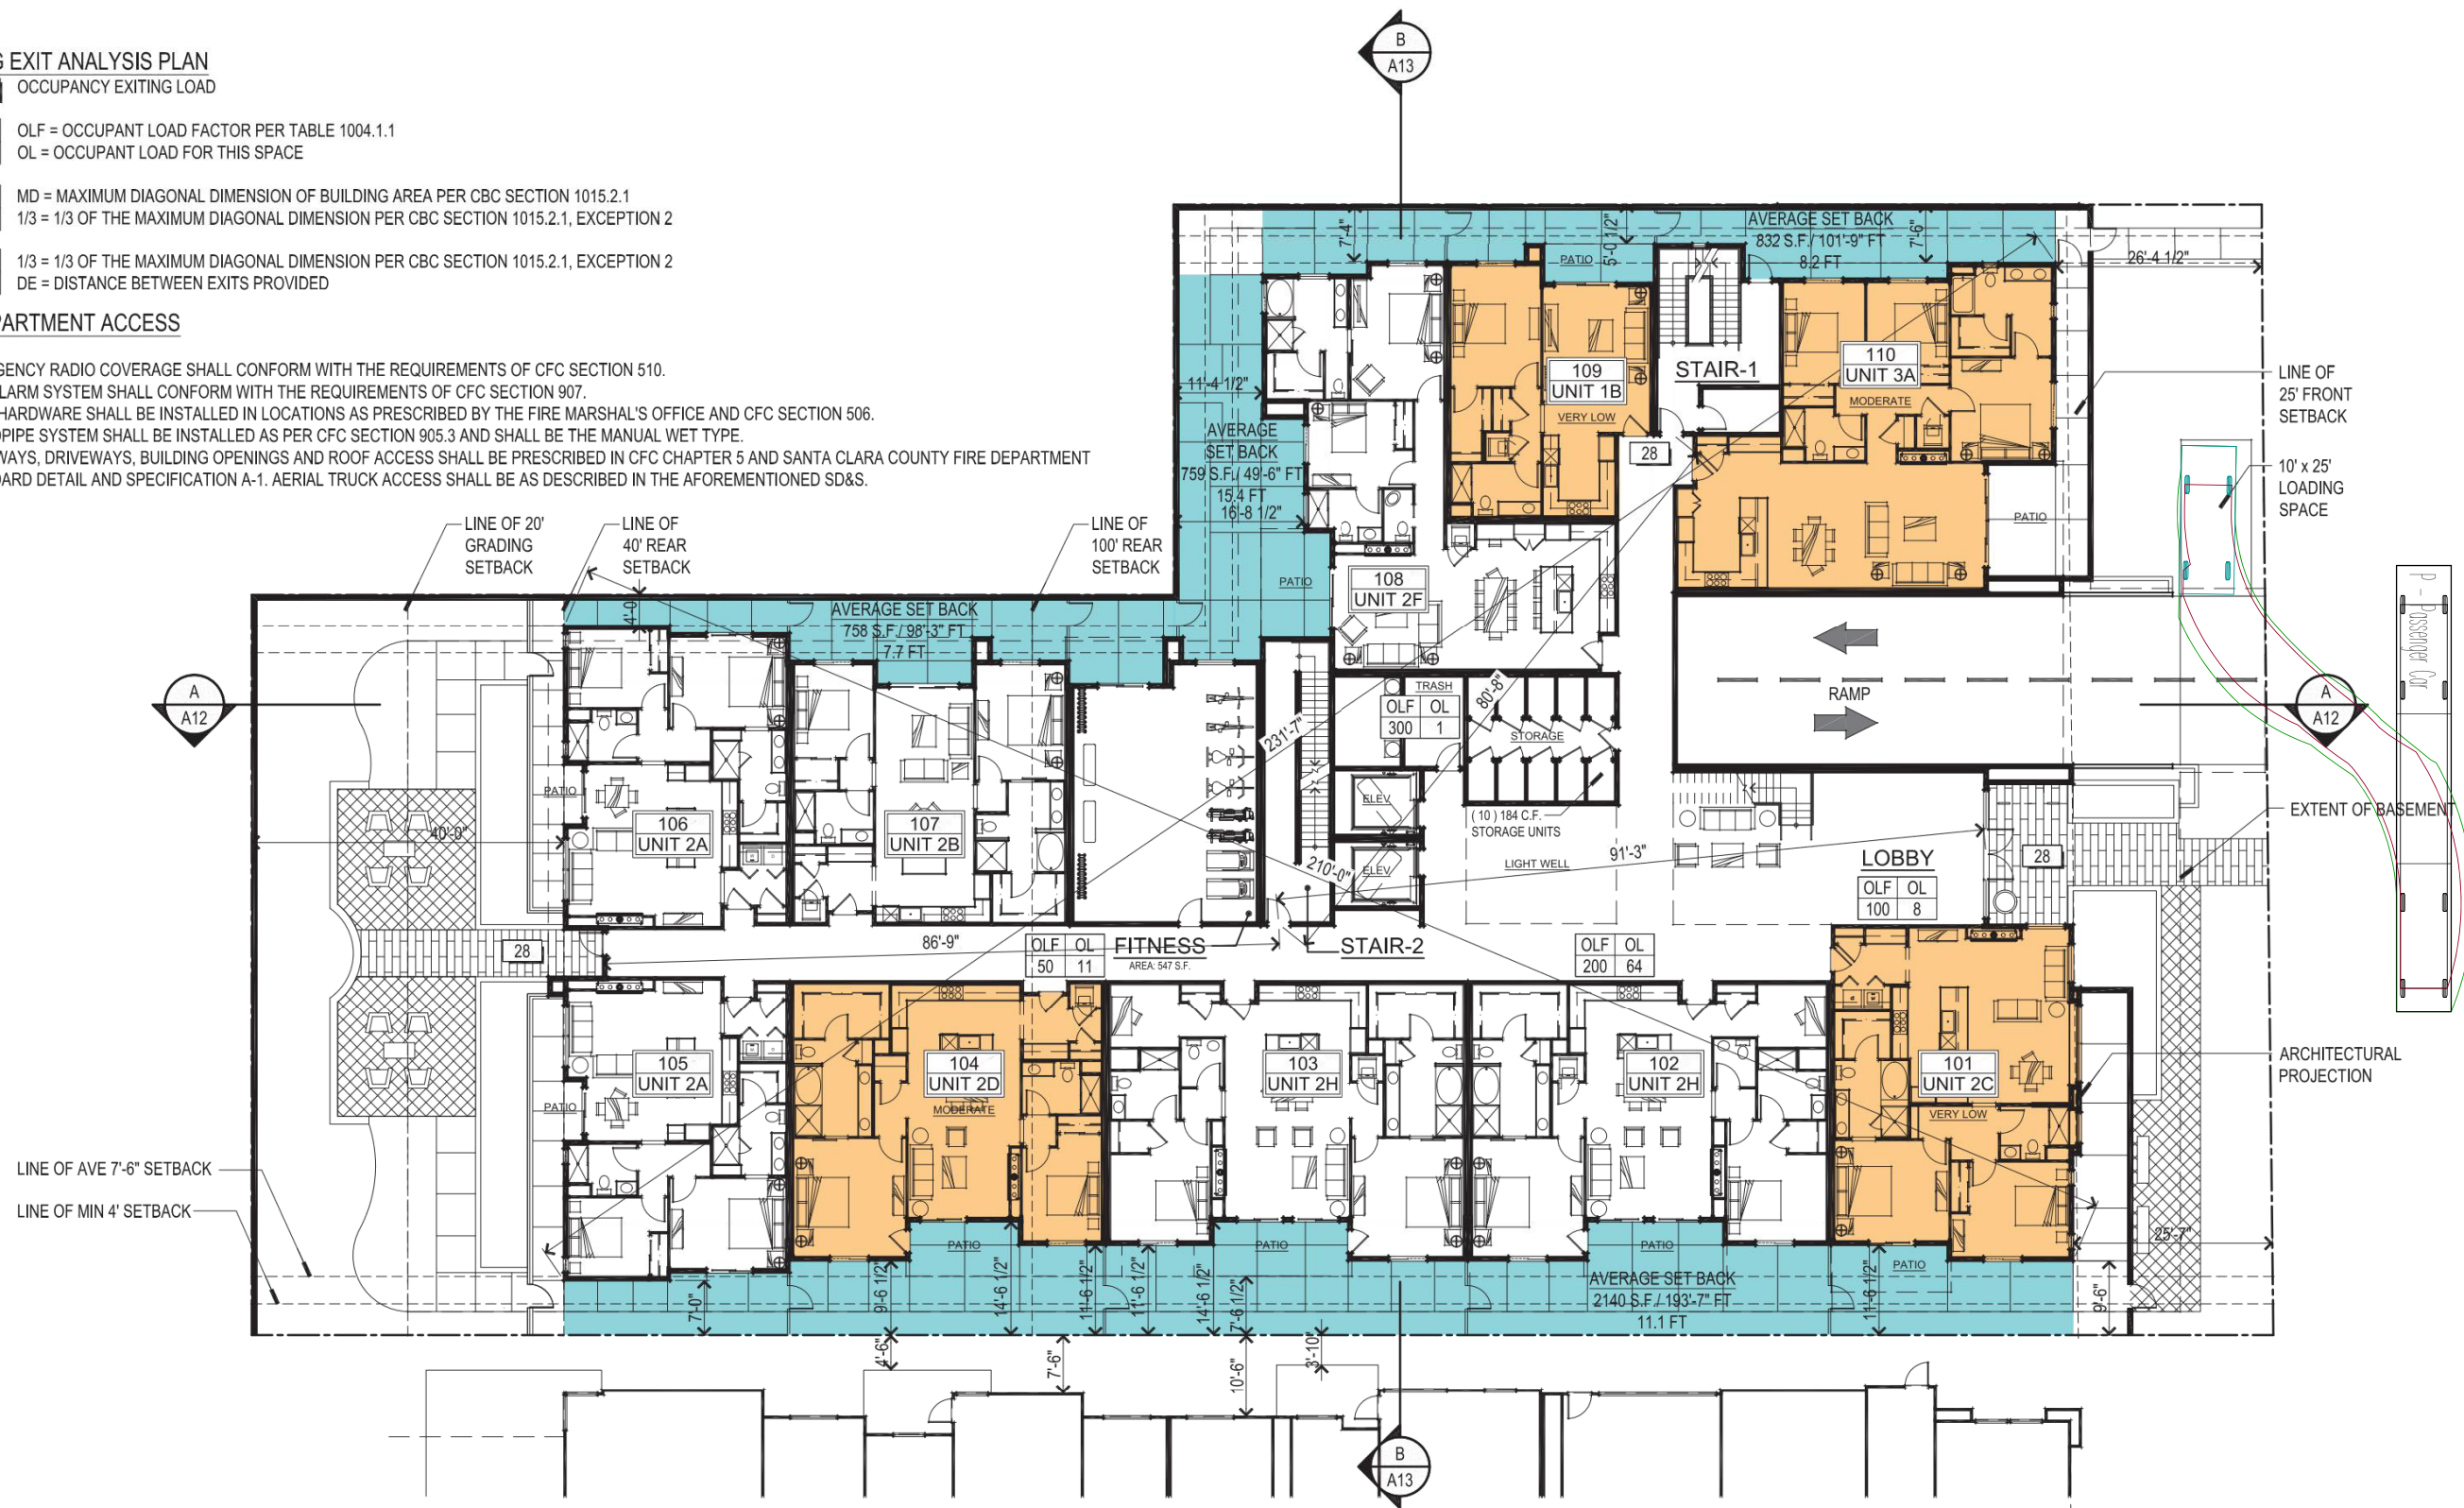 G EXIT ANALYSIS PLAN
OCCUPANCY EXITING LOAD
OLF = OCCUPANT LOAD FACTOR PER TABLE 1004.1.1
OL = OCCUPANT LOAD FOR THIS SPACE
MD = MAXIMUM DIAGONAL DIMENSION OF BUILDING AREA PER CBC SECTION 1015.2.1
1/3 = 1/3 OF THE MAXIMUM DIAGONAL DIMENSION PER CBC SECTION 1015.2.1, EXCEPTION 2
1/3 = 1/3 OF THE MAXIMUM DIAGONAL DIMENSION PER CBC SECTION 1015.2.1, EXCEPTION 2
DE = DISTANCE BETWEEN EXITS PROVIDED
PARTMENT ACCESS
GENCY RADIO COVERAGE SHALL CONFORM WITH THE REQUIREMENTS OF CFC SECTION 510.
LARM SYSTEM SHALL CONFORM WITH THE REQUIREMENTS OF CFC SECTION 907.
HARDWARE SHALL BE INSTALLED IN LOCATIONS AS PRESCRIBED BY THE FIRE MARSHAL'S OFFICE AND CFC SECTION 506.
DPIPE SYSTEM SHALL BE INSTALLED AS PER CFC SECTION 905.3 AND SHALL BE THE MANUAL WET TYPE.
WAYS, DRIVEWAYS, BUILDING OPENINGS AND ROOF ACCESS SHALL BE PRESCRIBED IN CFC CHAPTER 5 AND SANTA CLARA COUNTY FIRE DEPARTMENT
DARD DETAIL AND SPECIFICATION A-1. AERIAL TRUCK ACCESS SHALL BE AS DESCRIBED IN THE AFOREMENTIONED SD&S.
B
A13
7'-4"
PATIO
5'-0 1/2"
AVERAGE SET BACK
832 S.F./ 101'-9" FT
8.2 FT
7'-6"
26'-4 1/2"
11'-4 1/2"
AVERAGE
SET BACK
759 S.F./ 49'-6" FT
15.4 FT
16'-8 1/2"
PATIO
109
UNIT 1B
VERY LOW
STAIR-1
28
110
UNIT 3A
MODERATE
PATIO
LINE OF
25' FRONT
SETBACK
10' x 25'
LOADING
SPACE
P - Passenger Car
LINE OF 20'
GRADING
SETBACK
LINE OF
40' REAR
SETBACK
LINE OF
100' REAR
SETBACK
108
UNIT 2F
4'-0
AVERAGE SET BACK
758 S.F./ 98'-3" FT
7.7 FT
A
A12
RAMP
A
A12
TRASH
OLF OL
300 1
80'-8"
STORAGE
231'-7"
ELEV
ELEV
( 10 ) 184 C.F.
STORAGE UNITS
LIGHT WELL
91'-3"
210'-0"
LOBBY
OLF OL
100 8
28
EXTENT OF BASEMENT
40'-0"
PATIO
106
UNIT 2A
107
UNIT 2B
28
86'-9"
OLF OL
50 11
FITNESS
AREA: 547 S.F.
STAIR-2
OLF OL
200 64
105
UNIT 2A
PATIO
104
UNIT 2D
MODERATE
103
UNIT 2H
102
UNIT 2H
101
UNIT 2C
VERY LOW
ARCHITECTURAL
PROJECTION
LINE OF AVE 7'-6" SETBACK
LINE OF MIN 4' SETBACK
PATIO
PATIO
PATIO
PATIO
25'-7"
7'-0"
9'-6 1/2"
14'-6 1/2"
11'-6 1/2"
11'-6 1/2"
14'-6 1/2"
7'-6 1/2"
AVERAGE SET BACK
2140 S.F./ 193'-7" FT
11.1 FT
11'-6 1/2"
9'-6"
4'-6"
7'-6"
10'-6"
3'-10"
B
A13